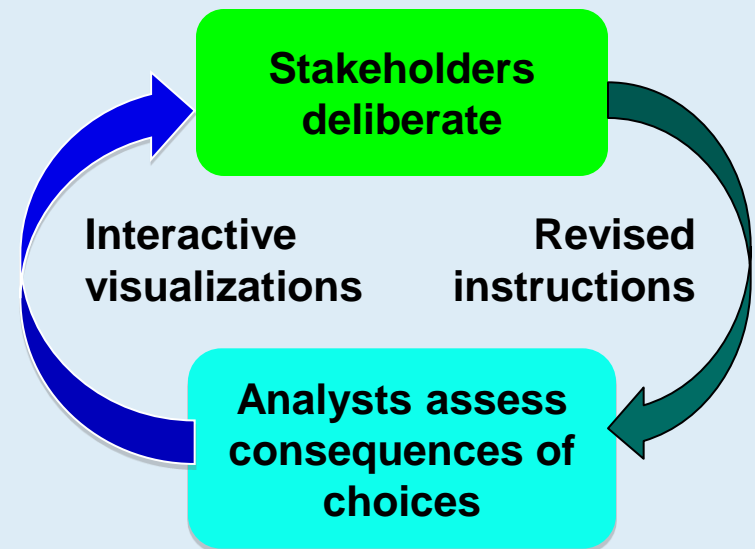 Stakeholders
deliberate
Interactive
visualizations
Revised
instructions
Analysts assess
consequences of
choices